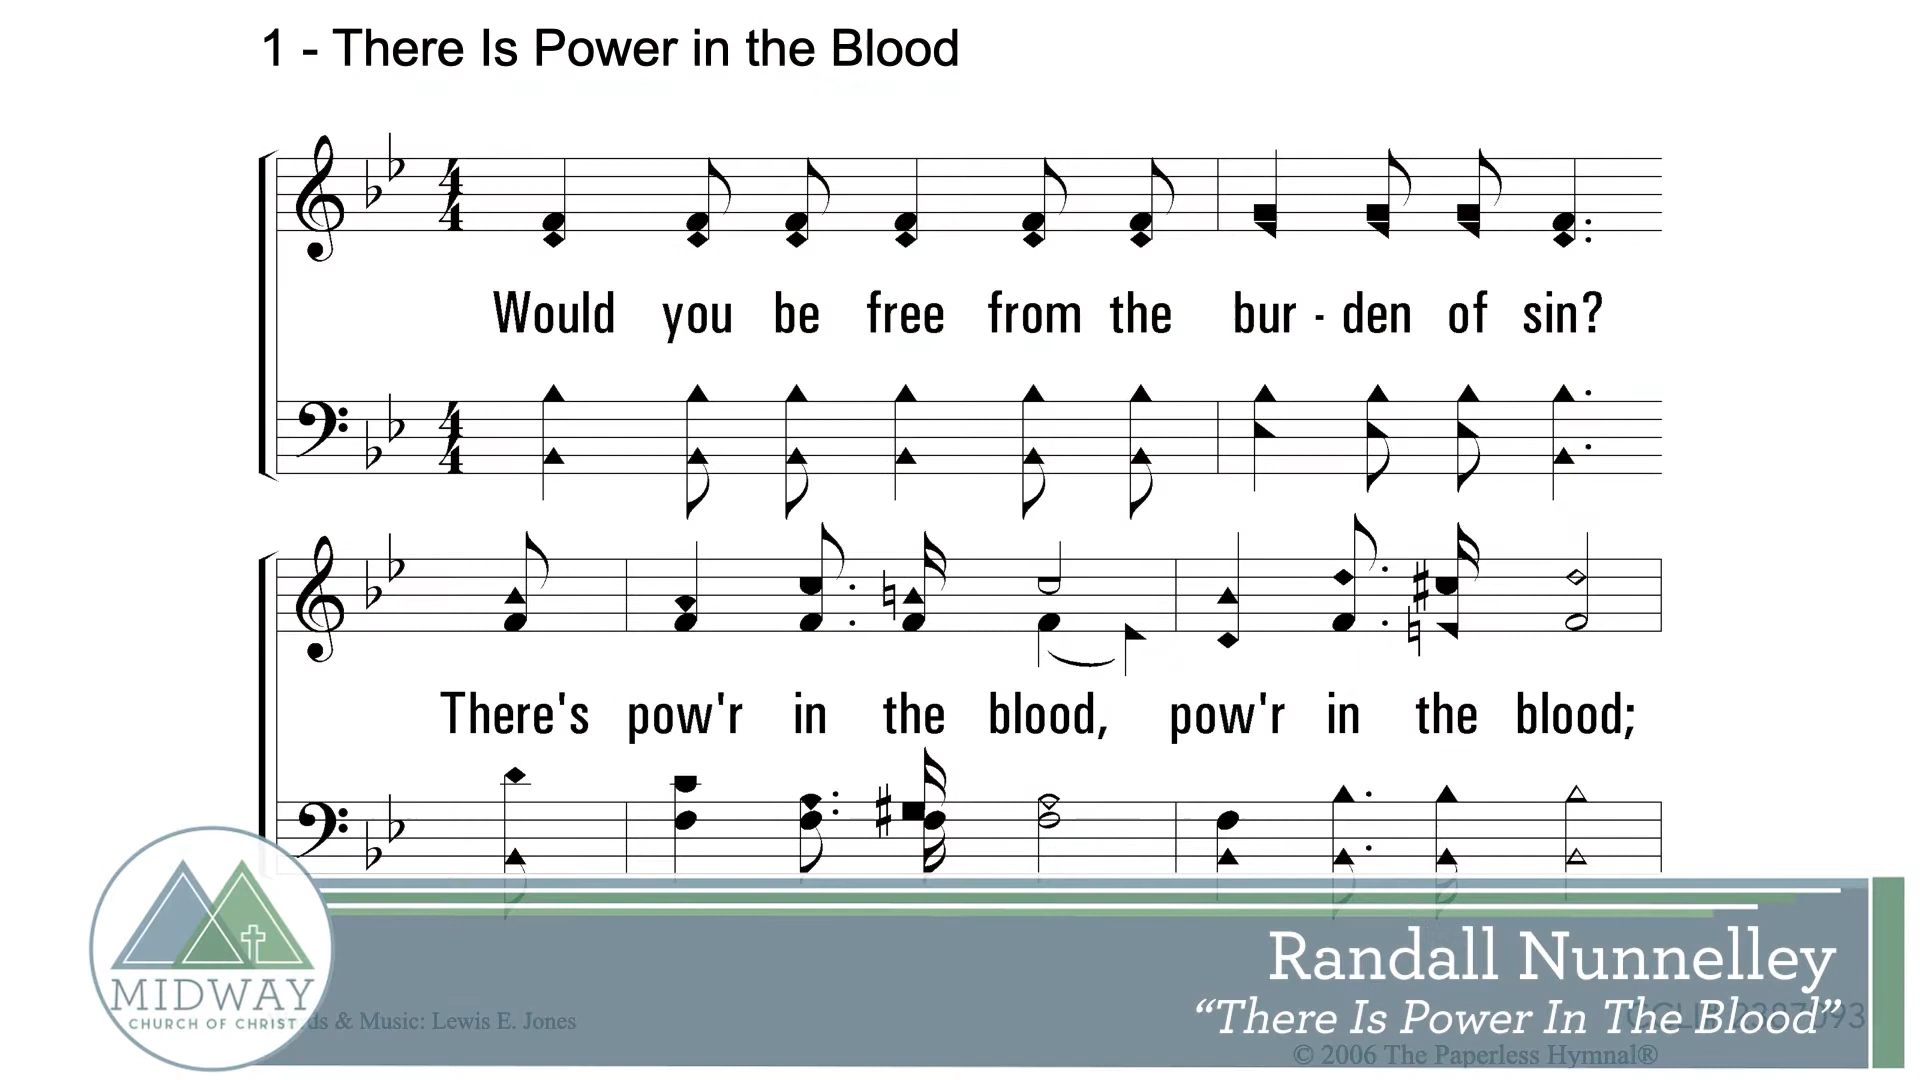 1 - There Is Power in the Blood
Would you be free from the bur - den of sin?
There's pow'r in the blood, pow'r in the blood;
Randall Nunnelley
“There Is Power In The Blood”
MIDWAY
CHURCH OF CHRIST
& Music: Lewis E. Jones
© 2006 The Paperless Hymnal®